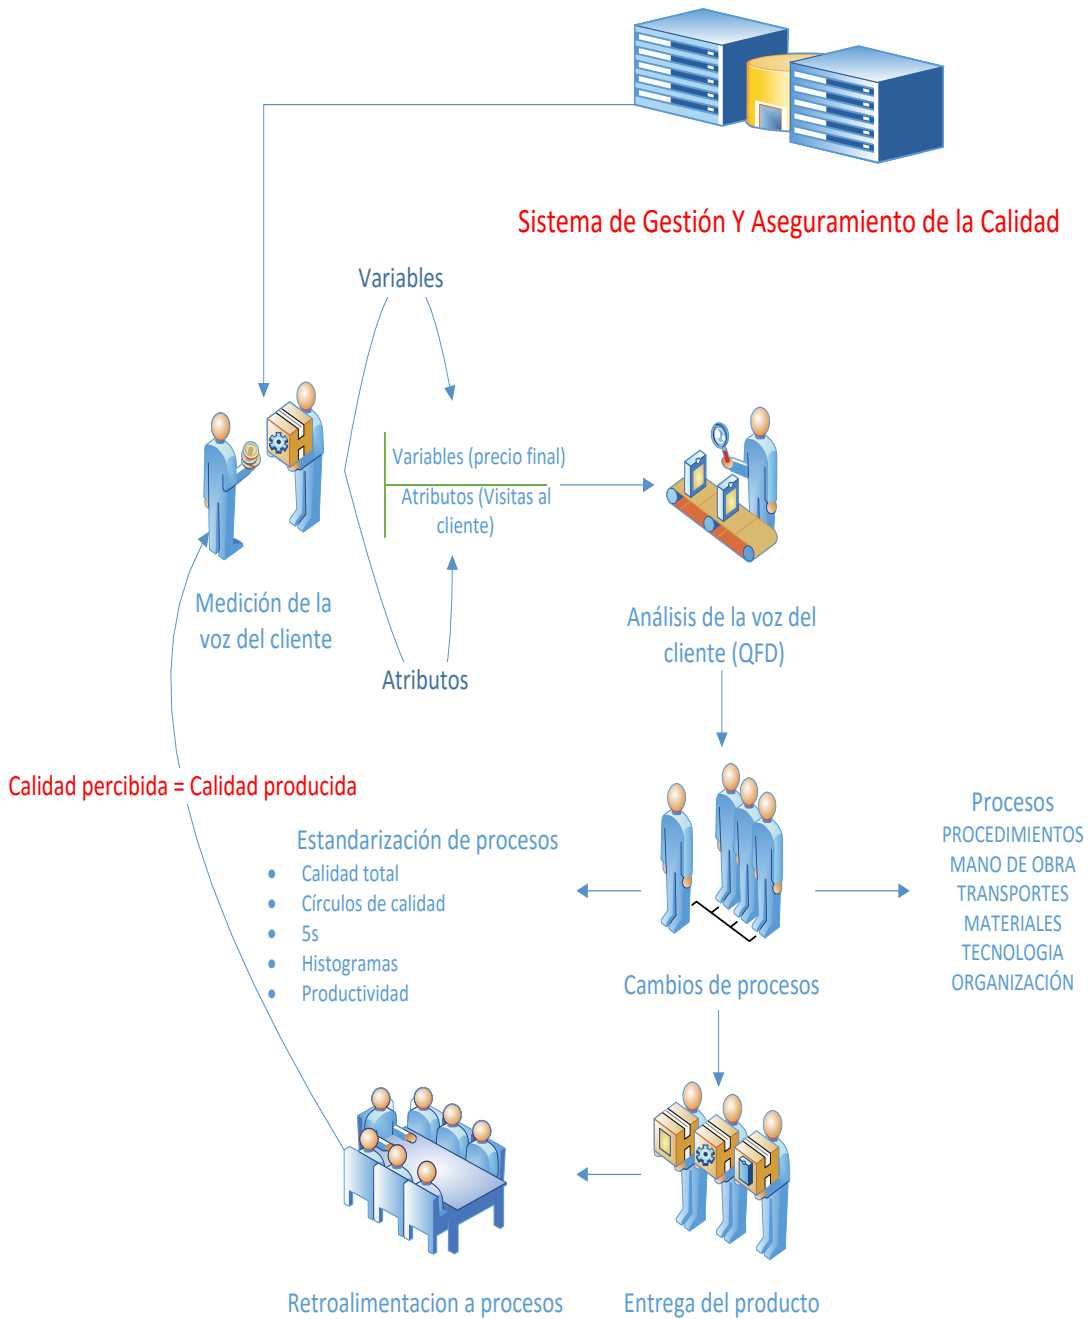 Sistema de Gestión Y Aseguramiento de la Calidad
Variables
Variables (precio final)
Atributos (Visitas al
cliente)
Medición de la
voz del cliente
Atributos
Análisis de la voz del
cliente (QFD)
Calidad percibida = Calidad producida
Estandarización de procesos
• Calidad total
• Círculos de calidad
• 5s
• Histogramas
• Productividad
Cambios de procesos
Procesos
PROCEDIMIENTOS
MANO DE OBRA
TRANSPORTES
MATERIALES
TECNOLOGIA
ORGANIZACIÓN
Retroalimentacion a procesos
Entrega del producto